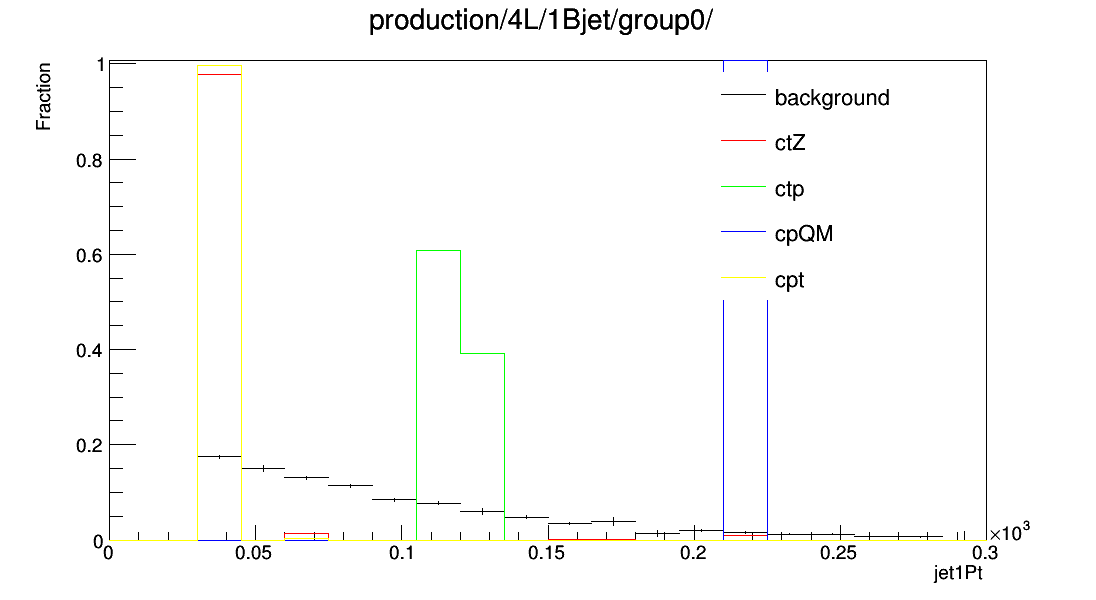 production/4L/1Bjet/group0/
Fraction
1
0.8
0.6
0.4
0.2
0
background
ctZ
ctp
cpQM
cpt
0 0.05 0.1 0.15 0.2 0.25 0.3
×10³
jet1Pt